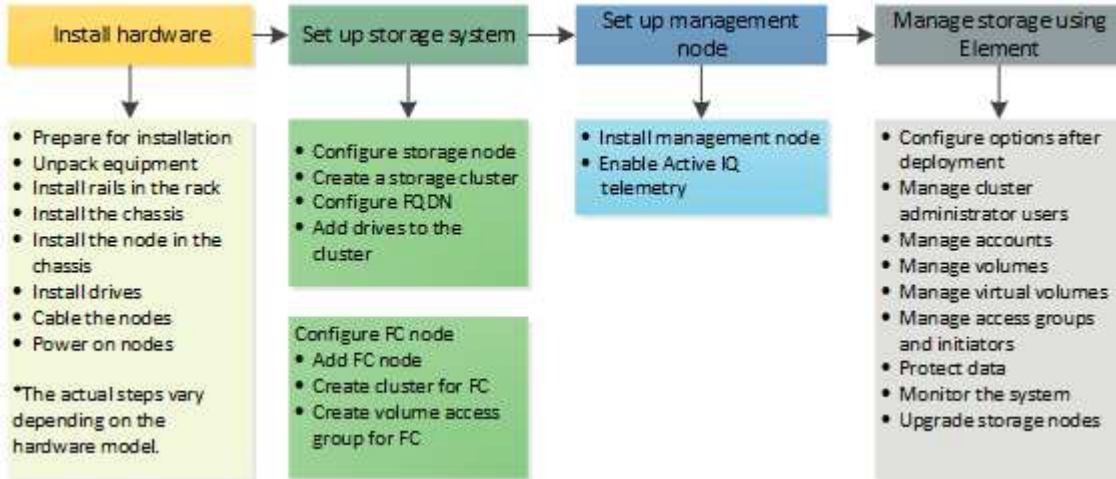 Install hardware
Set up storage system
Set up management
node
Manage storage using
Element
• Prepare for installation
• Unpack equipment
• Install rails in the rack
• Install the chassis
• Install the node in the
chassis
• Install drives
• Cable the nodes
• Power on nodes
*The actual steps vary
depending on the
hardware model.
• Configure storage node
• Create a storage cluster
• Configure FQDN
• Add drives to the
cluster
Configure FC node
• Add FC node
• Create cluster for FC
• Create volume access
group for FC
• Install management node
• Enable Active IQ
telemetry
• Configure options after
deployment
• Manage cluster
administrator users
• Manage accounts
• Manage volumes
• Manage virtual volumes
• Manage access groups
and initiators
• Protect data
• Monitor the system
• Upgrade storage nodes